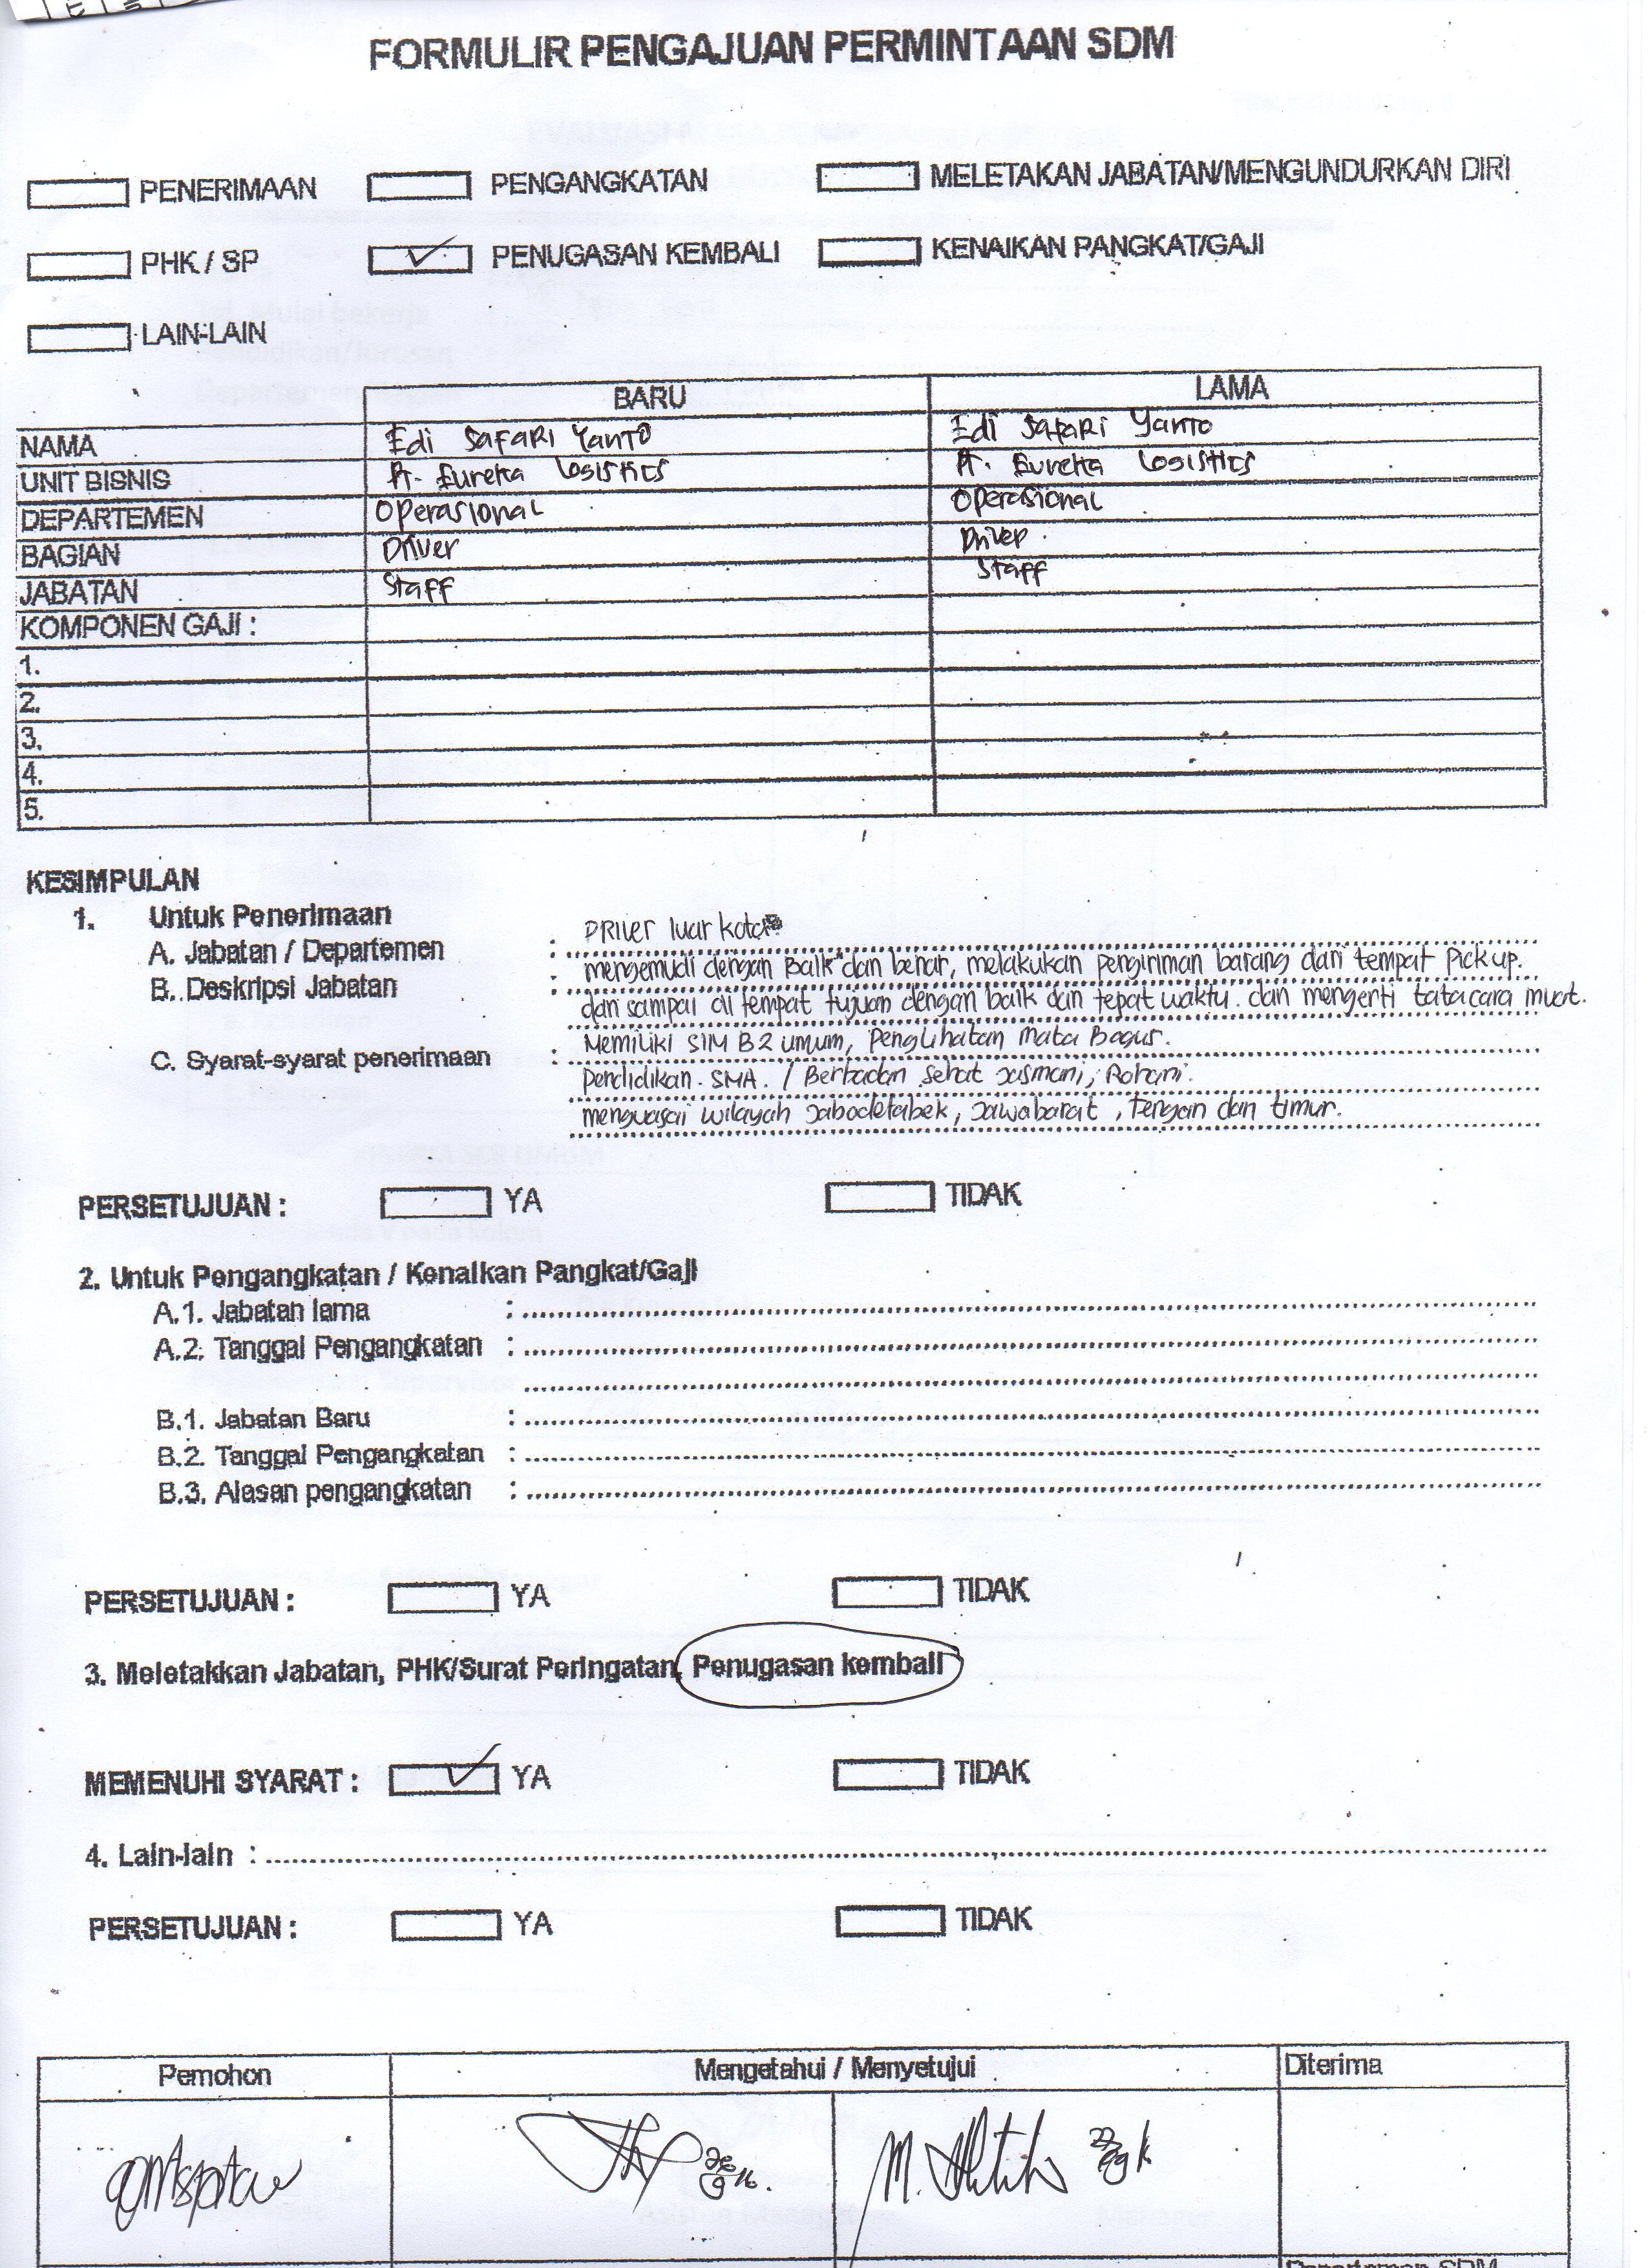 FORMULIR PENGAJUAN PERMINTAAN SDM
PENERIMAAN PENGANGKATAN MELETAKAN JABATAN/MENGUNDURKAN DIRI
PHK / SP PENUGASAN KEMBALI KENAIKAN PANGKAT/GAJI
LAIN-LAIN
BARU LAMA
NAMA Edi Safari Yanto Edi Safari Yanto
UNIT BISNIS Pt. Eureka Logistics Pt. Eureka Logistics
DEPARTEMEN Operasional Operasional
BAGIAN Driver Driver
JABATAN Staff Staff
KOMPONEN GAJI :
1.
2.
3.
4.
5.
KESIMPULAN
1. Untuk Penerimaan
A. Jabatan / Departemen : Driver luar kota
B. Deskripsi Jabatan : mengemudi dengan Baik dan benar, melakukan pengiriman barang dari tempat pick up.
dan sampai di tempat tujuan dengan baik dan tepat waktu. dan mengerti tatacara muat.
C. Syarat-syarat penerimaan : Memiliki SIM B2 umum, Penglihatan Mata Bagus.
Pendidikan. SMA. / Berbadan sehat Jasmani, Rohani.
menguasai wilayah Jabodetabek, Jawabarat, tengah dan timur.
PERSETUJUAN : YA TIDAK
2. Untuk Pengangkatan / Kenaikan Pangkat/Gaji
A.1. Jabatan lama :
A.2. Tanggal Pengangkatan :
B.1. Jabatan Baru :
B.2. Tanggal Pengangkatan :
B.3. Alasan pengangkatan :
PERSETUJUAN : YA TIDAK
3. Meletakkan Jabatan, PHK/Surat Peringatan, Penugasan kembali
MEMENUHI SYARAT : YA TIDAK
4. Lain-lain :
PERSETUJUAN : YA TIDAK
Pemohon Mengetahui / Menyetujui Diterima
Departemen SDM